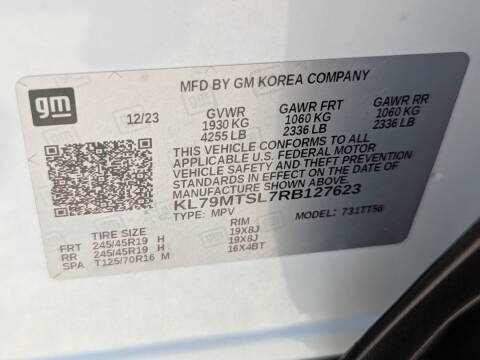 MFD BY GM KOREA COMPANY
gm
12/23 GVWR GAWR FRT GAWR RR
1930 KG 1060 KG 1060 KG
4255 LB 2336 LB 2336 LB
THIS VEHICLE CONFORMS TO ALL
APPLICABLE U.S. FEDERAL MOTOR
VEHICLE SAFETY AND THEFT PREVENTION
STANDARDS IN EFFECT ON THE DATE OF
KL79MTSL7RB127623
TYPE: MPV MODEL: 731TT56
TIRE SIZE RIM
FRT 245/45R19 H 19X8J
RR 245/45R19 H 19X8J
SPA T125/70R16 M 16X4BT